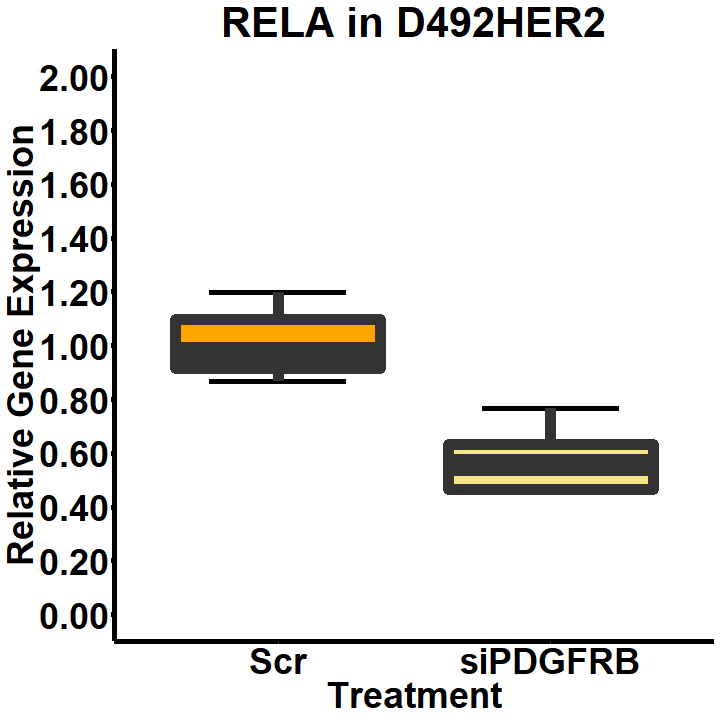 RELA in D492HER2
Relative Gene Expression
2.00
1.80
1.60
1.40
1.20
1.00
0.80
0.60
0.40
0.20
0.00
Scr siPDGFRB
Treatment